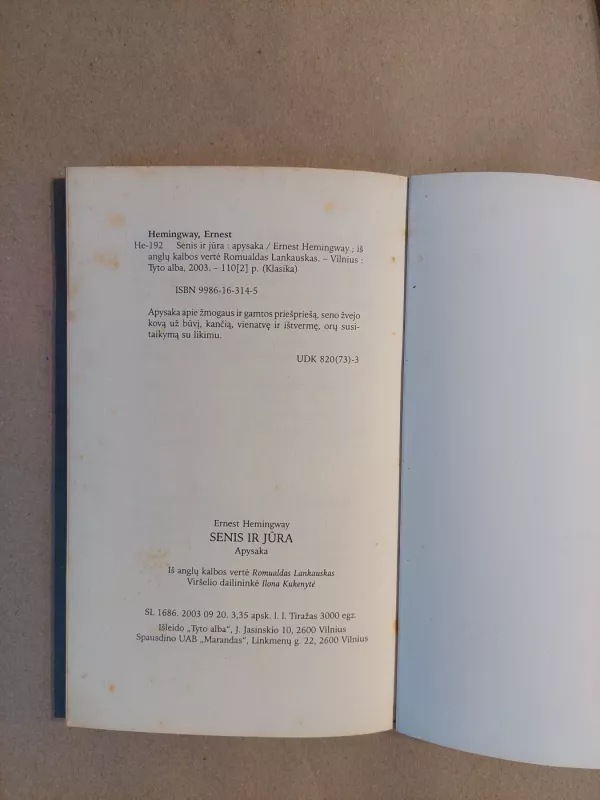 Hemingway, Ernest
He-192 Senis ir jūra : apysaka / Ernest Hemingway ; iš
anglų kalbos vertė Romualdas Lankauskas. – Vilnius :
Tyto alba, 2003. – 110[2] p. (Klasika)
ISBN 9986-16-314-5
Apysaka apie žmogaus ir gamtos priešpriešą, seno žvejo
kovą už būvį, kančią, vienatvę ir ištvermę, orų susi-
taikymą su likimu.
UDK 820(73)-3
Ernest Hemingway
SENIS IR JŪRA
Apysaka
Iš anglų kalbos vertė Romualdas Lankauskas
Viršelio dailininkė Ilona Kukenytė
SL 1686. 2003 09 20. 3,35 apsk. l. l. Tiražas 3000 egz.
Išleido „Tyto alba“, J. Jasinskio 10, 2600 Vilnius
Spausdino UAB „Marandas“, Linkmenų g. 22, 2600 Vilnius